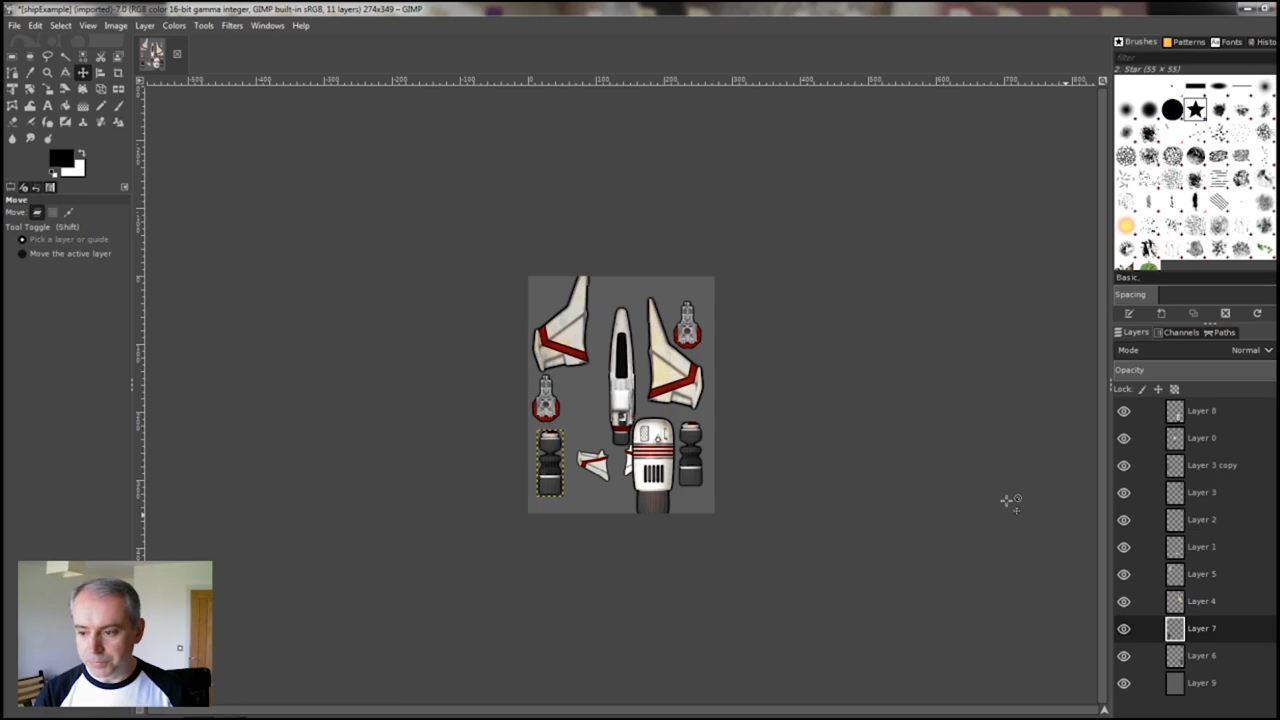 *[shipExample] (imported)-7.0 (RGB color 16-bit gamma integer, GIMP built-in sRGB, 11 layers) 274x349 – GIMP
File Edit Select View Image Layer Colors Tools Filters Windows Help
Brushes Patterns Fonts Histo
filter
2. Star (55 × 55)
Move
Move:
Tool Toggle (Shift)
Pick a layer or guide
Move the active layer
Basic,
Spacing
Layers Channels Paths
Mode Normal
Opacity
Lock:
Layer 8
Layer 0
Layer 3 copy
Layer 3
Layer 2
Layer 1
Layer 5
Layer 4
Layer 7
Layer 6
Layer 9